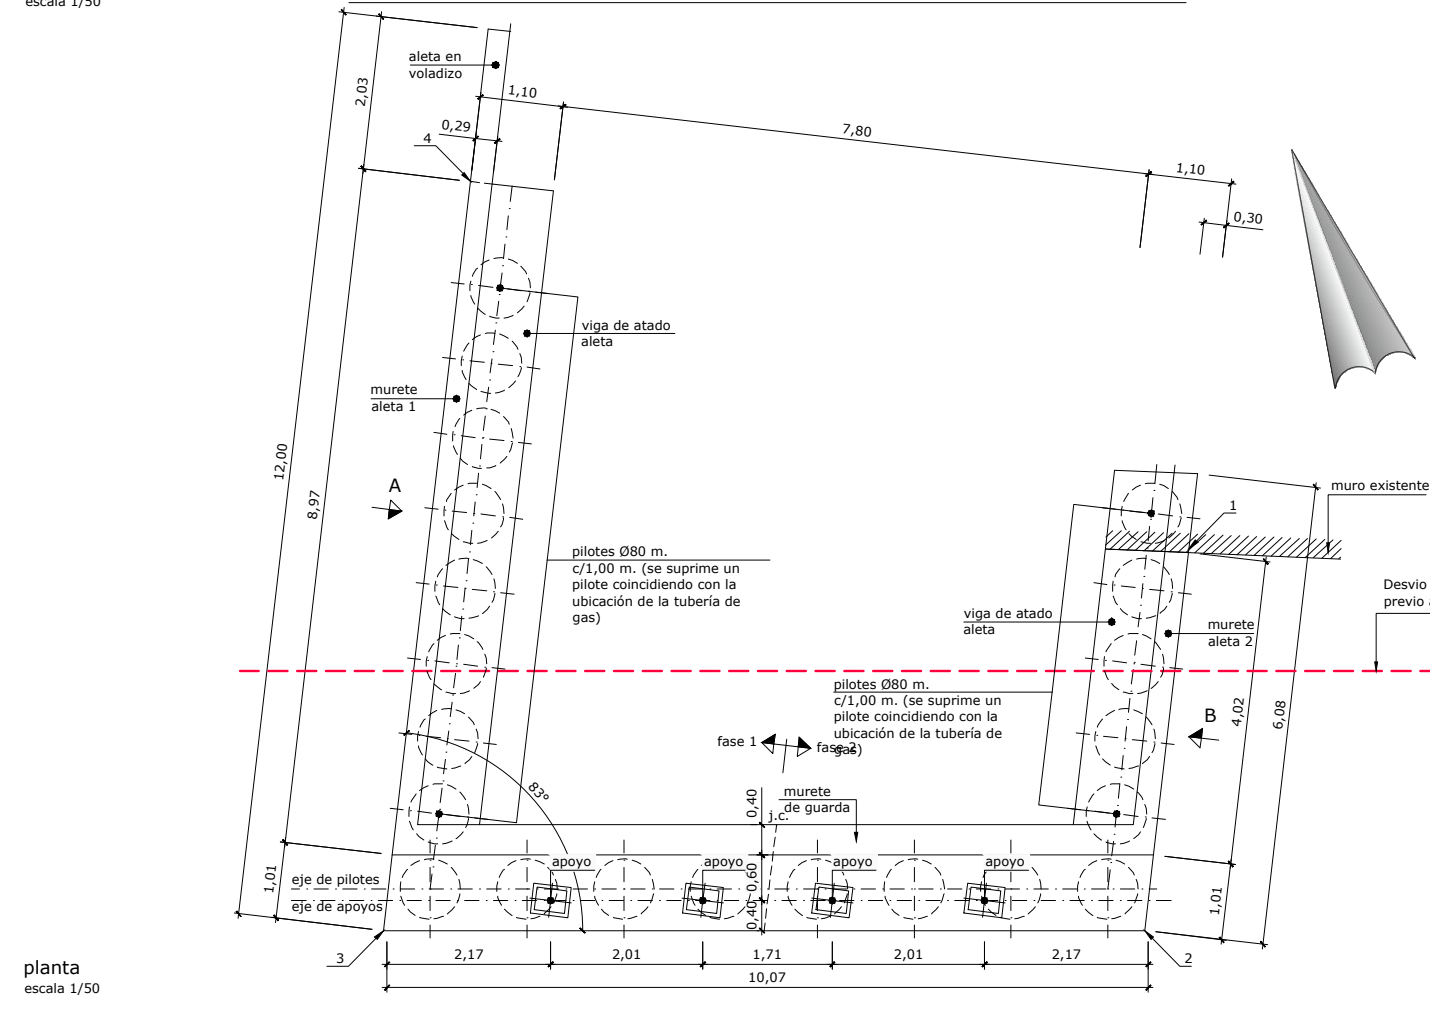 escala 1/50
aleta en
voladizo
2,03
1,10
0,29
4
7,80
1,10
0,30
viga de atado
aleta
murete
aleta 1
12,00
8,97
A
muro existente
1
pilotes Ø80 m.
c/1,00 m. (se suprime un
pilote coincidiendo con la
ubicación de la tubería de
gas)
Desvio
previo
viga de atado
aleta
murete
aleta 2
pilotes Ø80 m.
c/1,00 m. (se suprime un
pilote coincidiendo con la
ubicación de la tubería de
gas)
4,02
6,08
B
fase 1
fase 2
83º
0,40
murete
de guarda
j.c.
apoyo
apoyo
apoyo
apoyo
1,01
eje de pilotes
eje de apoyos
0,60
0,40
1,01
3
2,17
2,01
1,71
2,01
2,17
2
10,07
planta
escala 1/50